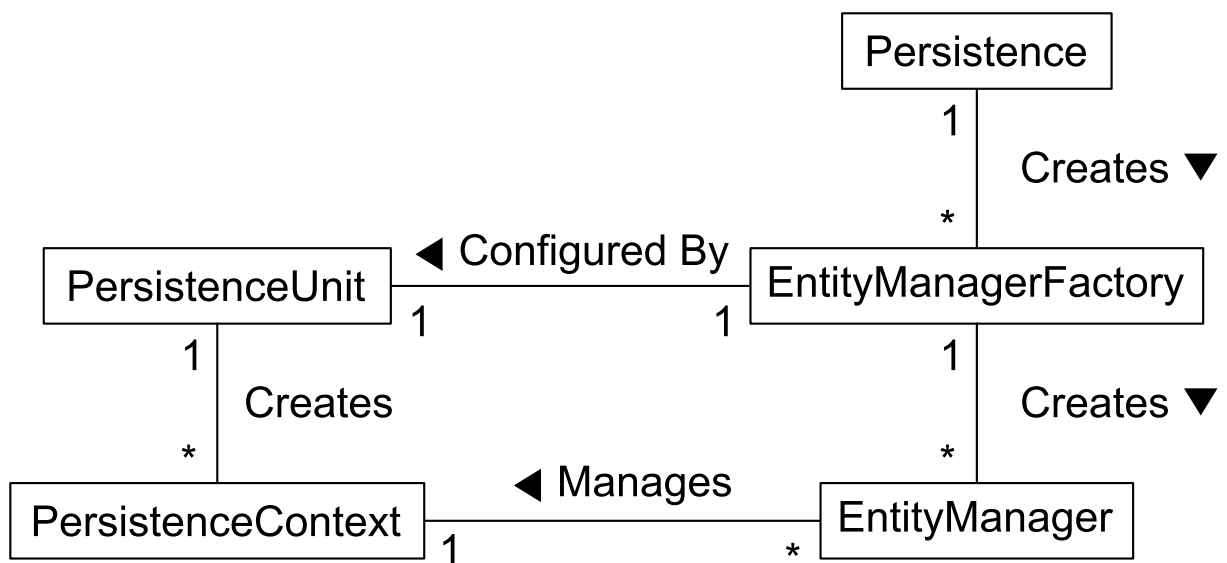 Persistence
1
Creates ▼
*
◀ Configured By
PersistenceUnit
EntityManagerFactory
1
1
1
1
Creates
Creates ▼
*
*
◀ Manages
PersistenceContext
EntityManager
1
*